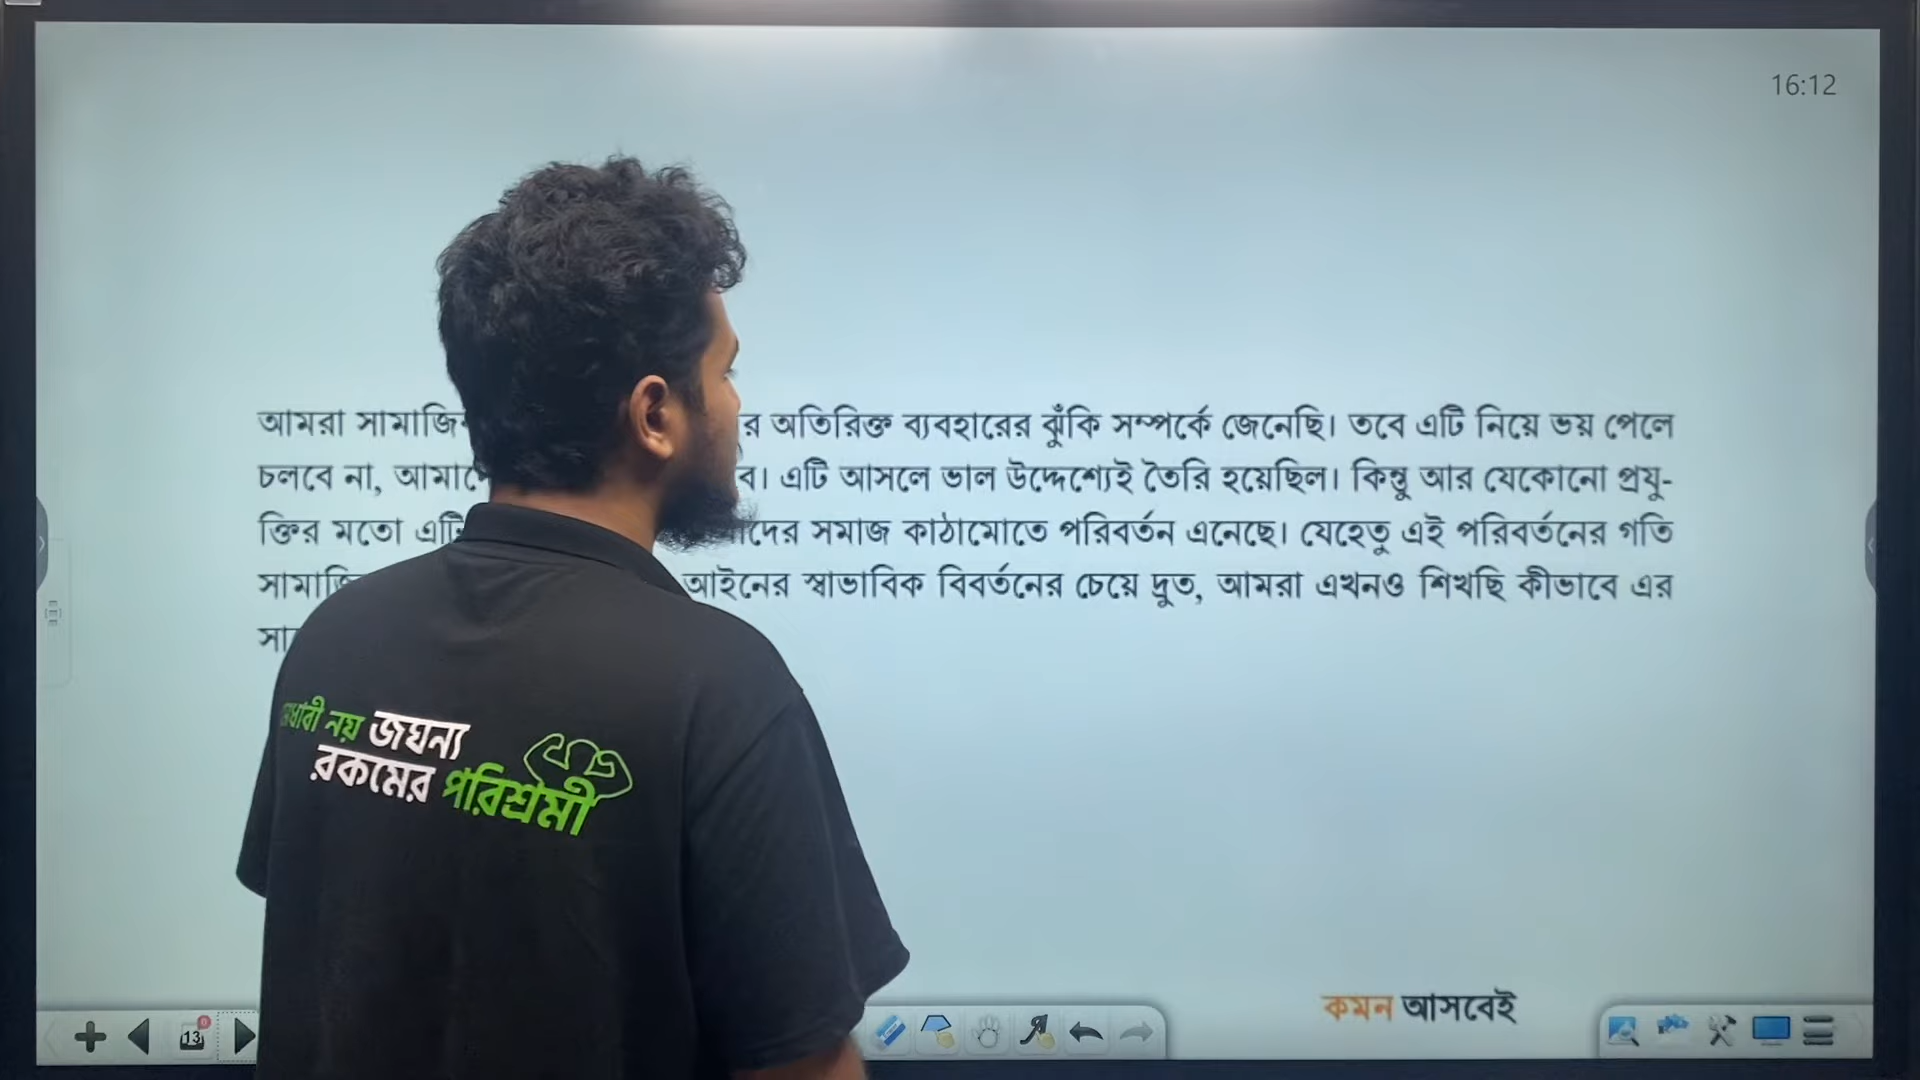 16:12
আমরা র অতিরিক্ত ব্যবহারের ঝুঁকি সম্পর্কে জেনেছি। তবে এটি নিয়ে ভয় পেলে
চলবে না, ব। এটি আসলে ভাল উদ্দেশ্যেই তৈরি হয়েছিল। কিন্তু আর যেকোনো প্রযু-
ক্তির মতো সমাজ কাঠামোতে পরিবর্তন এনেছে। যেহেতু এই পরিবর্তনের গতি
আইনের স্বাভাবিক বিবর্তনের চেয়ে দ্রুত, আমরা এখনও শিখছি কীভাবে এর
নয় জঘন্য
রকমের পরিশ্রমী
কমন আসবেই
13
0